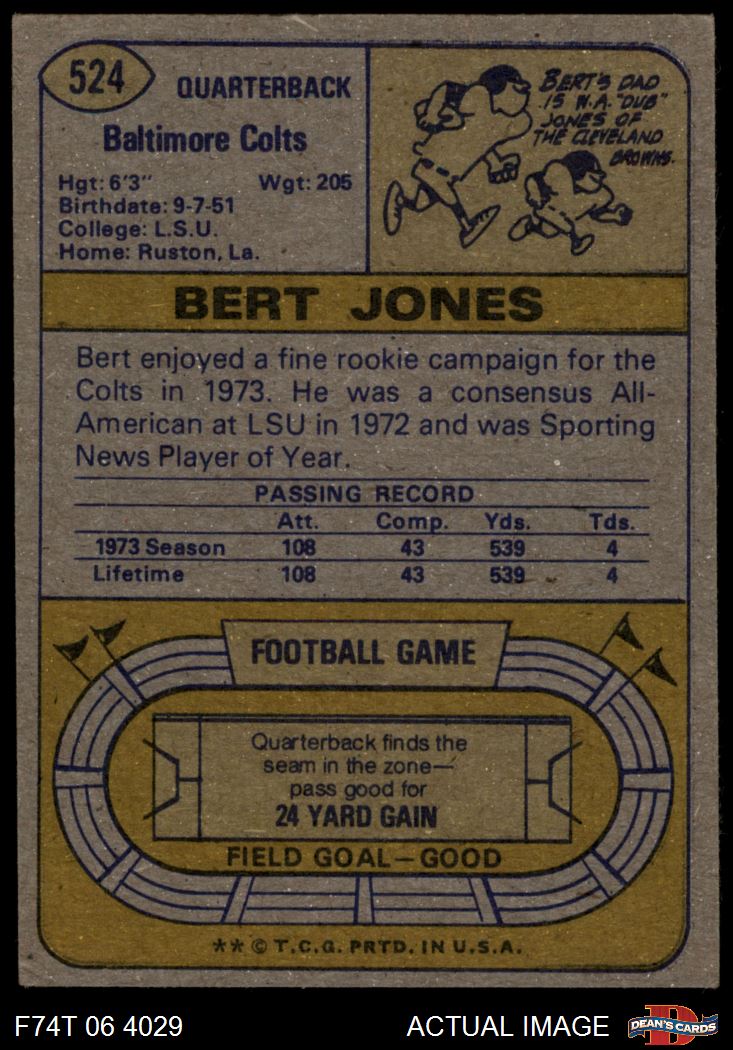 524
QUARTERBACK
Baltimore Colts
Hgt: 6'3" Wgt: 205
Birthdate: 9-7-51
College: L.S.U.
Home: Ruston, La.
BERT'S DAD
IS W.A. "DUB"
JONES OF
THE CLEVELAND
BROWNS.
BERT JONES
Bert enjoyed a fine rookie campaign for the
Colts in 1973. He was a consensus All-
American at LSU in 1972 and was Sporting
News Player of Year.
PASSING RECORD
Att. Comp. Yds. Tds.
1973 Season 108 43 539 4
Lifetime 108 43 539 4
FOOTBALL GAME
Quarterback finds the
seam in the zone—
pass good for
24 YARD GAIN
FIELD GOAL—GOOD
** © T.C.G. PRTD. IN U.S.A.
F74T 06 4029 ACTUAL IMAGE D DEAN'S CARDS